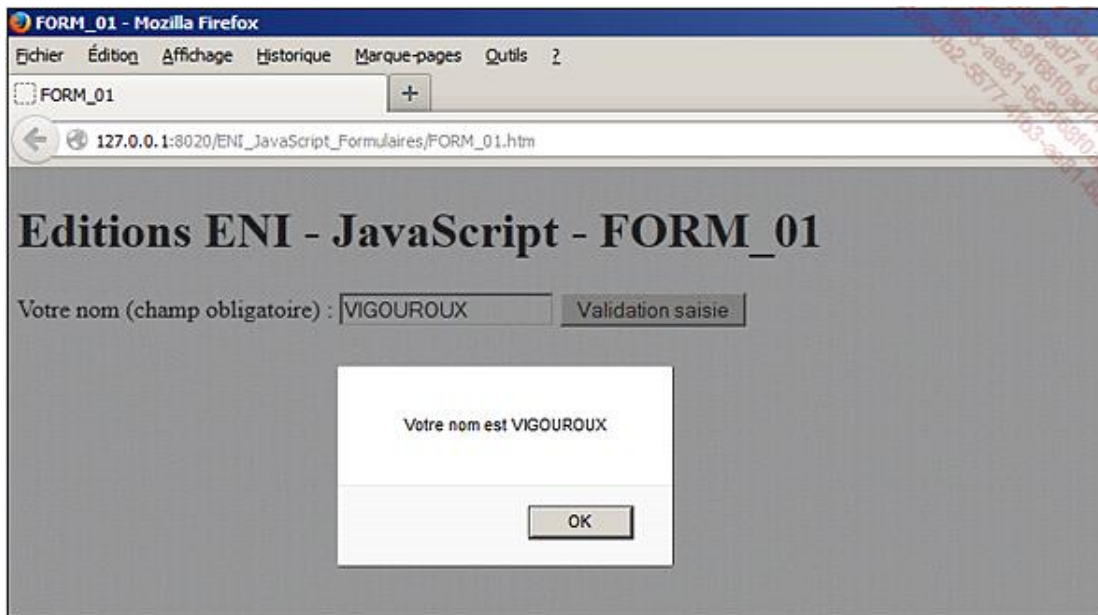 FORM_01 - Mozilla Firefox
Fichier Édition Affichage Historique Marque-pages Outils ?
FORM_01 +
127.0.0.1:8020/ENI_JavaScript_Formulaires/FORM_01.htm
Editions ENI - JavaScript - FORM_01
Votre nom (champ obligatoire) : VIGOUROUX Validation saisie
Votre nom est VIGOUROUX
OK